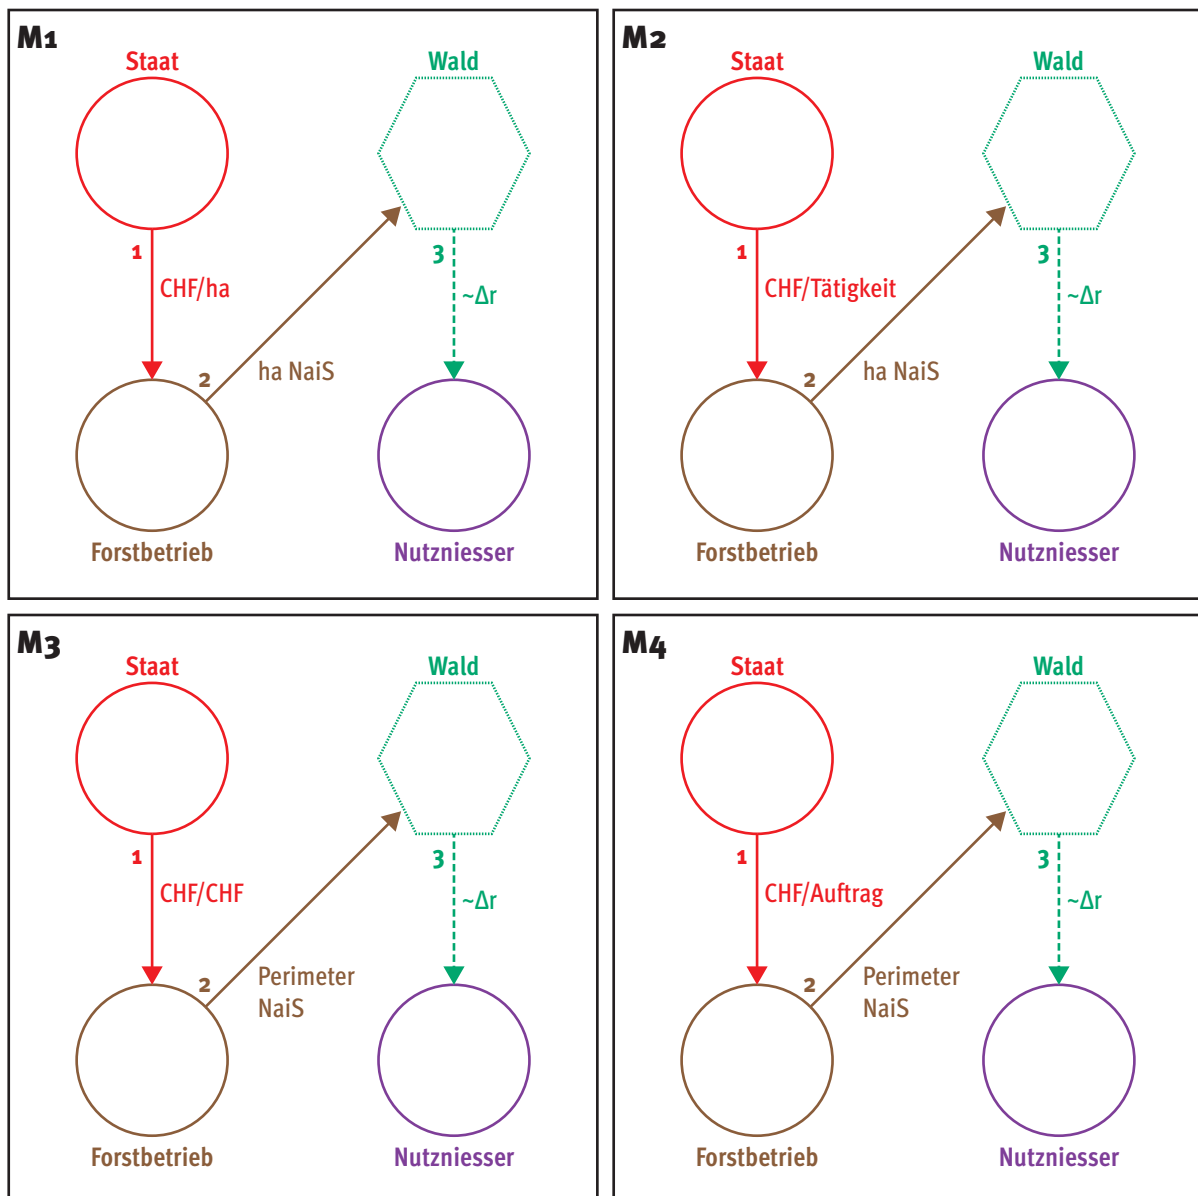 M1
Staat
Wald
1
3
CHF/ha
~Δr
2
ha NaiS
Forstbetrieb
Nutzniesser
M2
Staat
Wald
1
3
CHF/Tätigkeit
~Δr
2
ha NaiS
Forstbetrieb
Nutzniesser
M3
Staat
Wald
1
3
CHF/CHF
~Δr
2
Perimeter
NaiS
Forstbetrieb
Nutzniesser
M4
Staat
Wald
1
3
CHF/Auftrag
~Δr
2
Perimeter
NaiS
Forstbetrieb
Nutzniesser